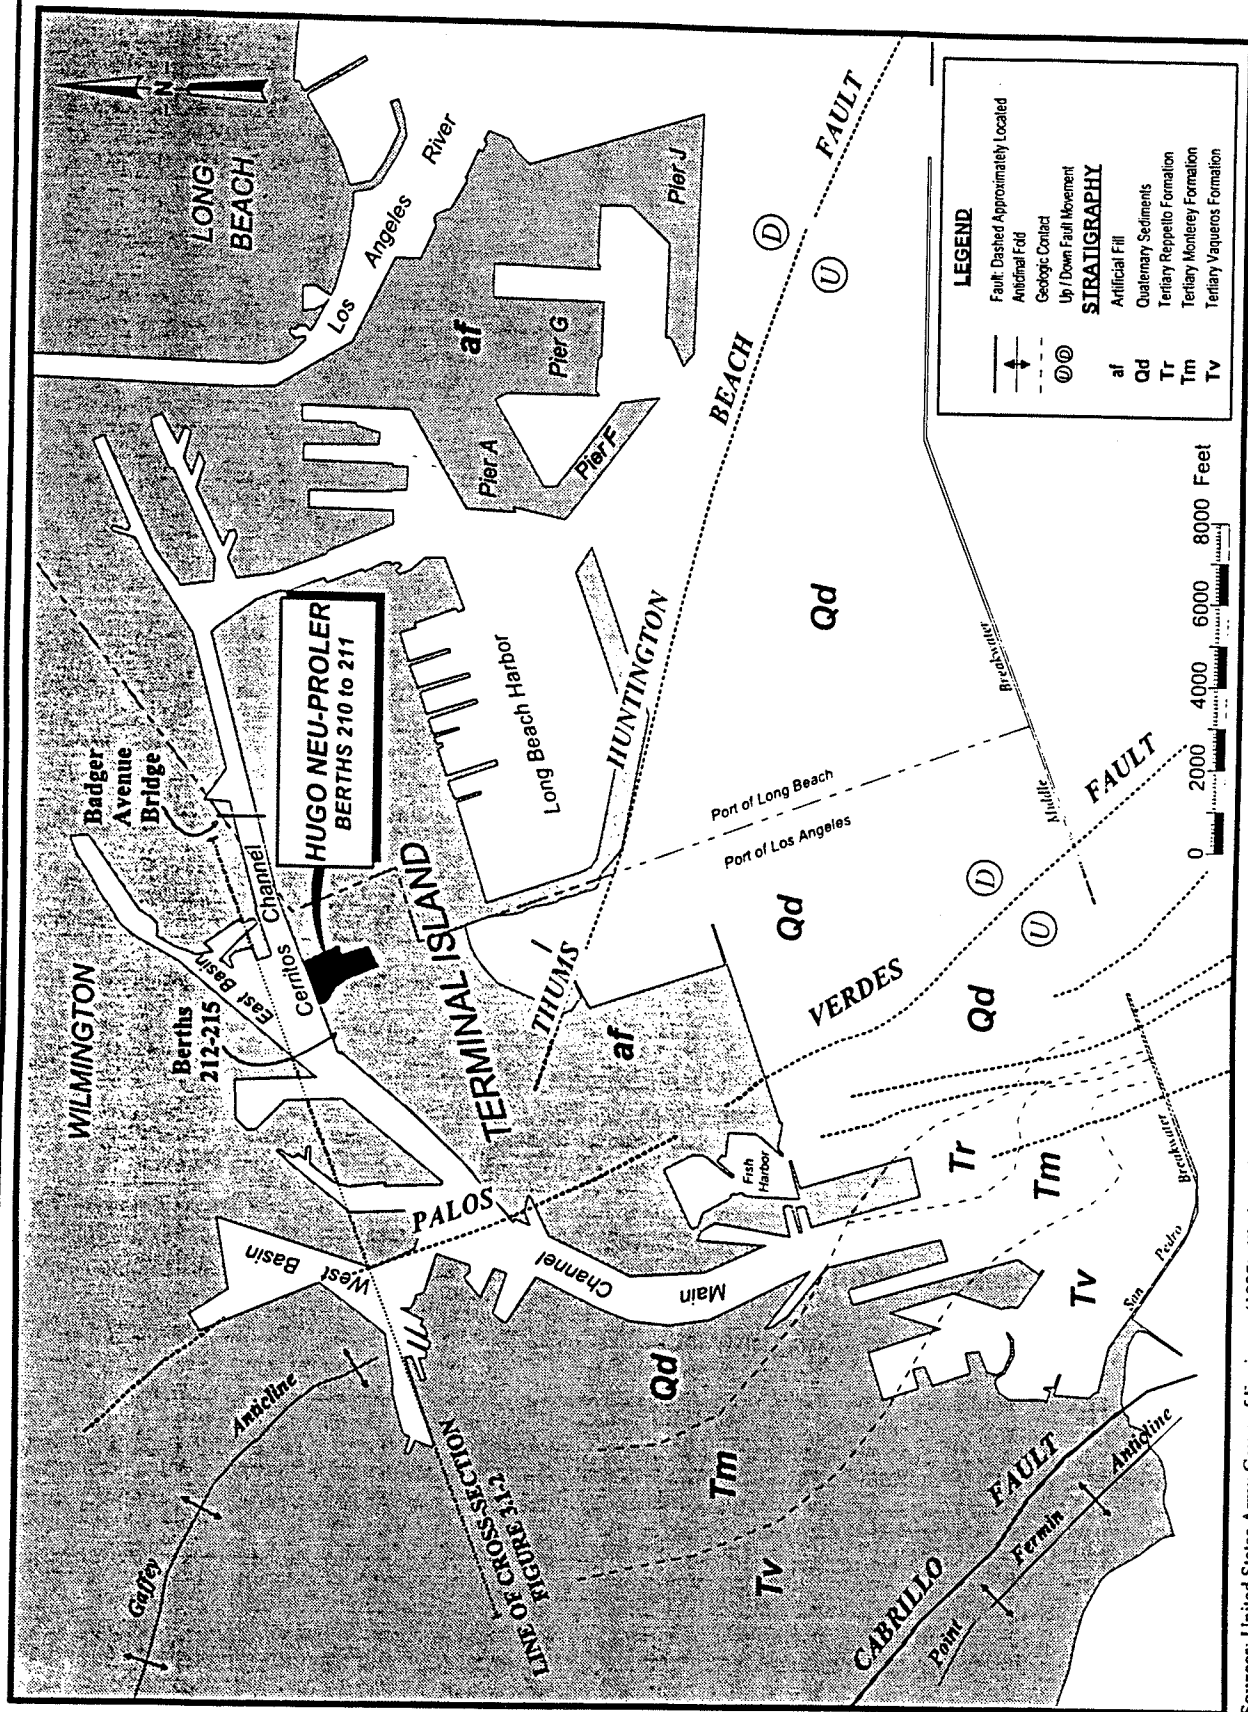 LONG
BEACH
N
WILMINGTON
Badger
Avenue
Bridge
Berths
212-215
East Basin
Cerritos
Channel
HUGO NEU-PROLER
BERTHS 210 to 211
Los
Angeles
River
af
Pier A
Pier G
Pier F
Pier J
Long Beach Harbor
TERMINAL ISLAND
THUMS
HUNTINGTON
BEACH
FAULT
U
D
Gaffey
Anticline
West
Basin
PALOS
VERDES
FAULT
U
D
Main
Channel
Fish
Harbor
af
Qd
Qd
Qd
Qd
Port of Long Beach
Port of Los Angeles
LINE OF CROSS-SECTION
FIGURE 3.1-2
Tm
Tv
Tr
Tm
Tv
CABRILLO
FAULT
Point
Fermin
Anticline
San
Pedro
Breakwater
Middle
Breakwater
0
2000
4000
6000
8000 Feet
LEGEND
Fault: Dashed Approximately Located
Anticlinal Fold
Geologic Contact
U D Up / Down Fault Movement
STRATIGRAPHY
af Artificial Fill
Qd Quaternary Sediments
Tr Tertiary Reppetto Formation
Tm Tertiary Monterey Formation
Tv Tertiary Vaqueros Formation